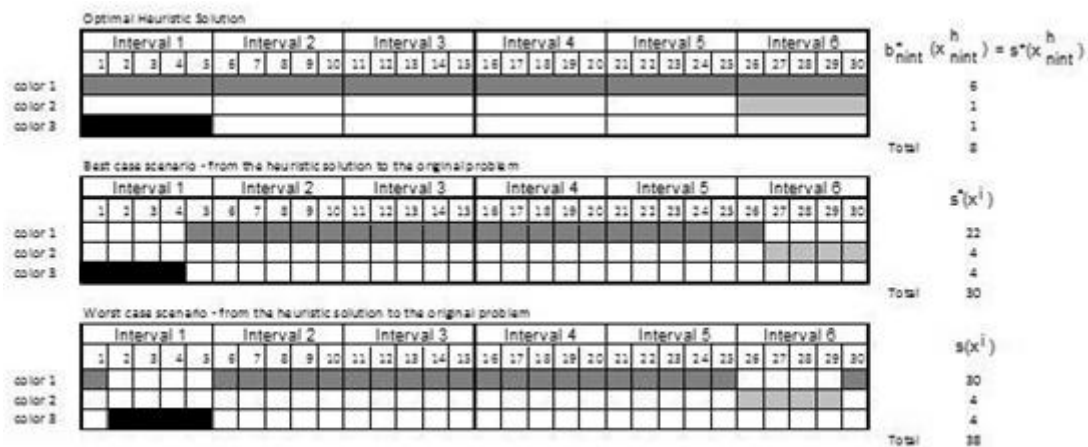 Optimal Heuristic Solution
Interval 1 Interval 2 Interval 3 Interval 4 Interval 5 Interval 6
1 2 3 4 5 6 7 8 9 10 11 12 13 14 15 16 17 18 19 20 21 22 23 24 25 26 27 28 29 30
b*nint (x h nint) = s*(x h nint)
color 1 6
color 2 1
color 3 1
Total 8
Best case scenario - from the heuristic solution to the original problem
Interval 1 Interval 2 Interval 3 Interval 4 Interval 5 Interval 6
1 2 3 4 5 6 7 8 9 10 11 12 13 14 15 16 17 18 19 20 21 22 23 24 25 26 27 28 29 30
s*(x i)
color 1 22
color 2 4
color 3 4
Total 30
Worst case scenario - from the heuristic solution to the original problem
Interval 1 Interval 2 Interval 3 Interval 4 Interval 5 Interval 6
1 2 3 4 5 6 7 8 9 10 11 12 13 14 15 16 17 18 19 20 21 22 23 24 25 26 27 28 29 30
s(x i)
color 1 30
color 2 4
color 3 4
Total 38